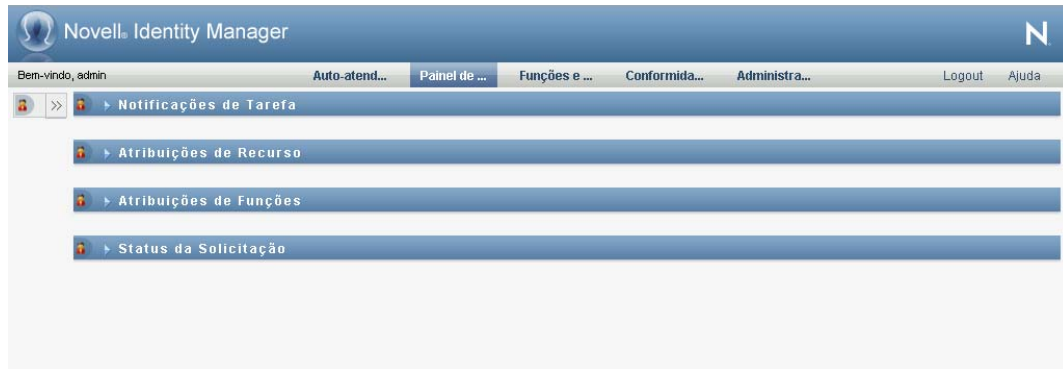 Novell® Identity Manager
N
Bem-vindo, admin Auto-atend... Painel de ... Funções e ... Conformida... Administra... Logout Ajuda
Notificações de Tarefa
Atribuições de Recurso
Atribuições de Funções
Status da Solicitação